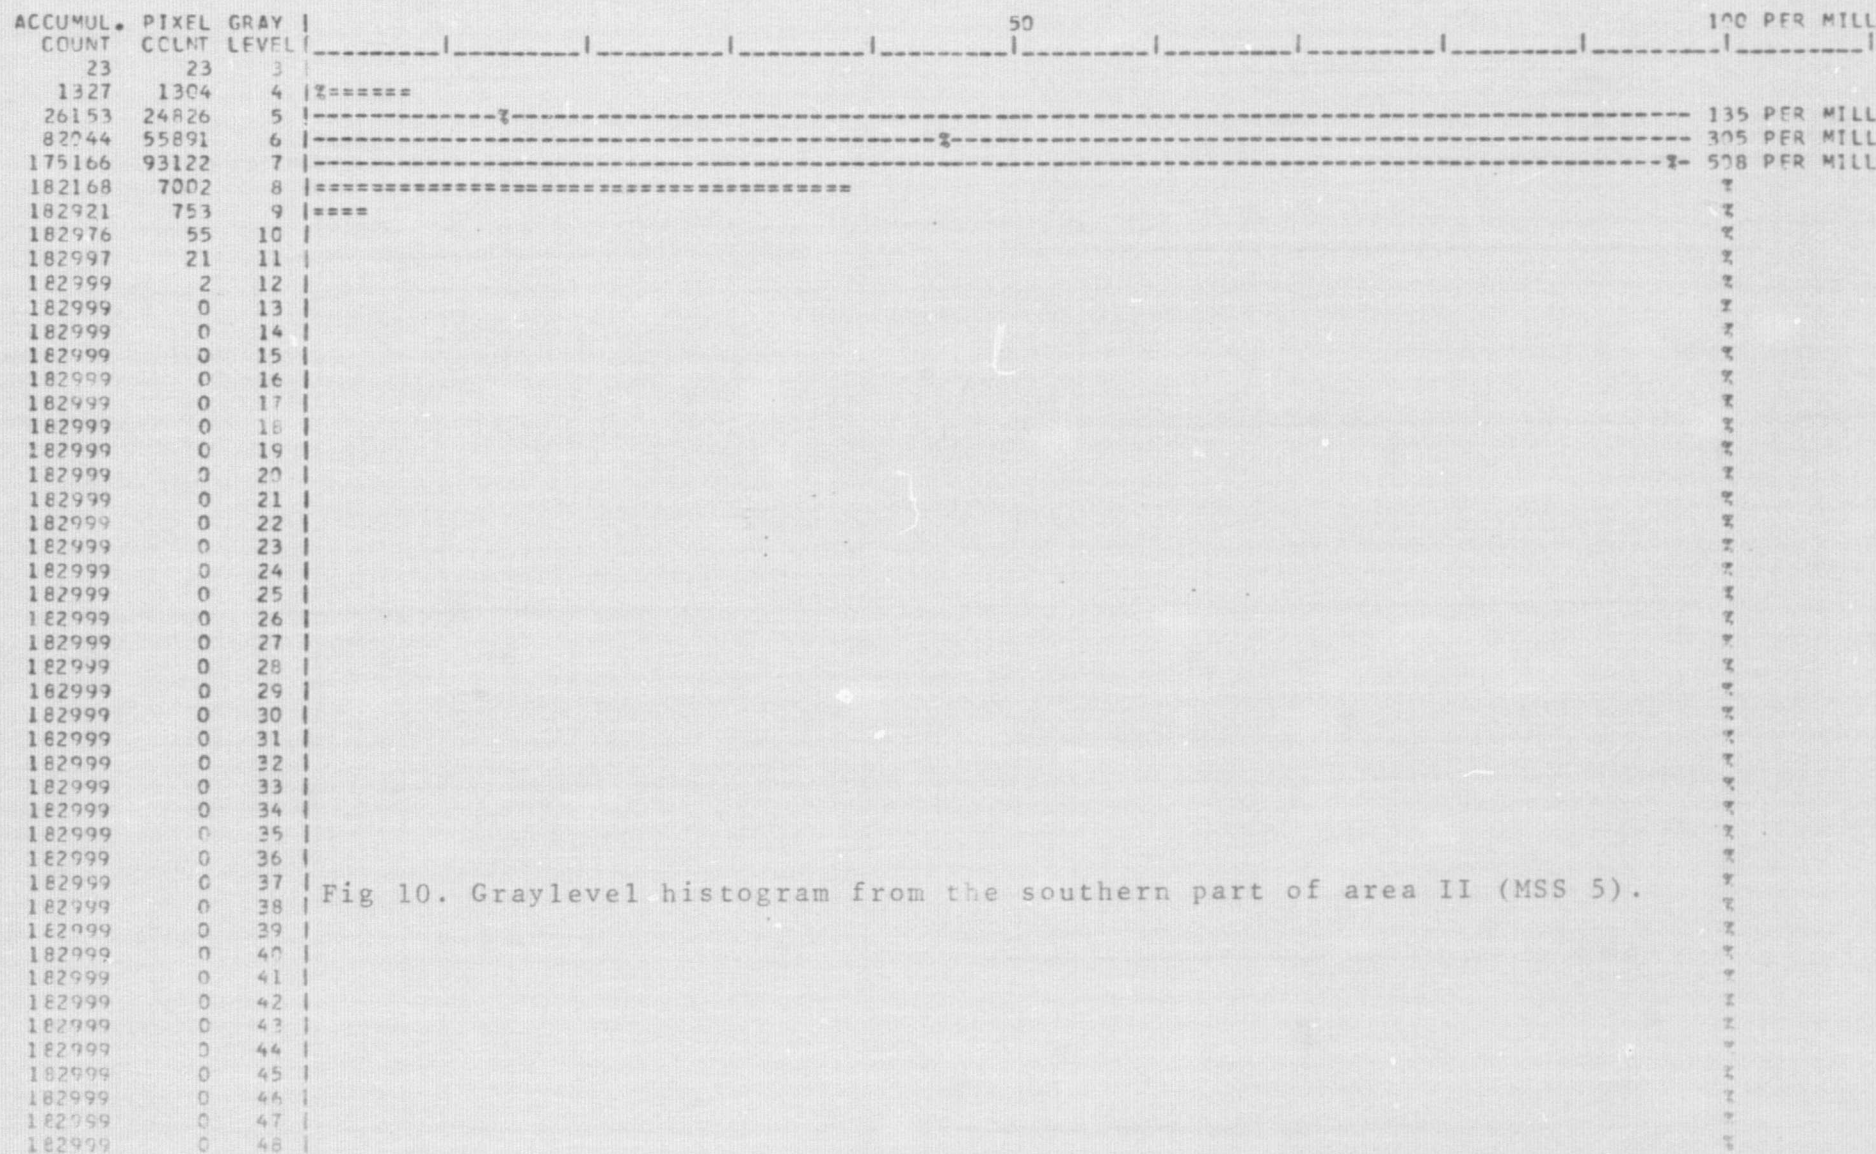 ACCUMUL. PIXEL GRAY | 50 100 PER MILL
COUNT COUNT LEVEL
23 23 3 |
1327 1304 4 |%======
26153 24826 5 |-------------%----------------------------------------------------------------------------------- 135 PER MILL
82044 55891 6 |--------------------------------------------%---------------------------------------------------- 305 PER MILL
175166 93122 7 |-----------------------------------------------------------------------------------------------%- 508 PER MILL
182168 7002 8 |====================================== %
182921 753 9 |==== %
182976 55 10 | %
182997 21 11 | %
182999 2 12 | %
182999 0 13 | %
182999 0 14 | %
182999 0 15 | %
182999 0 16 | %
182999 0 17 | %
182999 0 18 | %
182999 0 19 | %
182999 0 20 | %
182999 0 21 | %
182999 0 22 | %
182999 0 23 | %
182999 0 24 | %
182999 0 25 | %
182999 0 26 | %
182999 0 27 | %
182999 0 28 | %
182999 0 29 | %
182999 0 30 | %
182999 0 31 | %
182999 0 32 | %
182999 0 33 | %
182999 0 34 | %
182999 0 35 | %
182999 0 36 | %
182999 0 37 | %
Fig 10. Graylevel histogram from the southern part of area II (MSS 5).
182999 0 38 | %
182999 0 39 | %
182999 0 40 | %
182999 0 41 | %
182999 0 42 | %
182999 0 43 | %
182999 0 44 | %
182999 0 45 | %
182999 0 46 | %
182999 0 47 | %
182999 0 48 | %